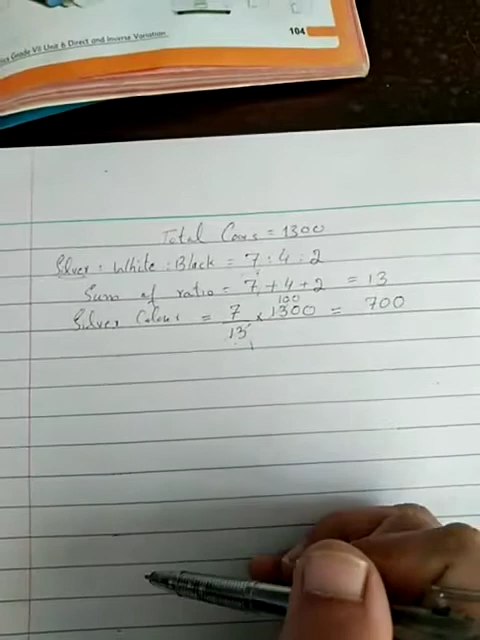 104
Grade VII Unit 6 Direct and Inverse Variation
Total Cars = 1300
Silver : White : Black = 7 : 4 : 2
Sum of ratio = 7 + 4 + 2 = 13
Silver Colour = 7/13 × 1300 = 700
100
1